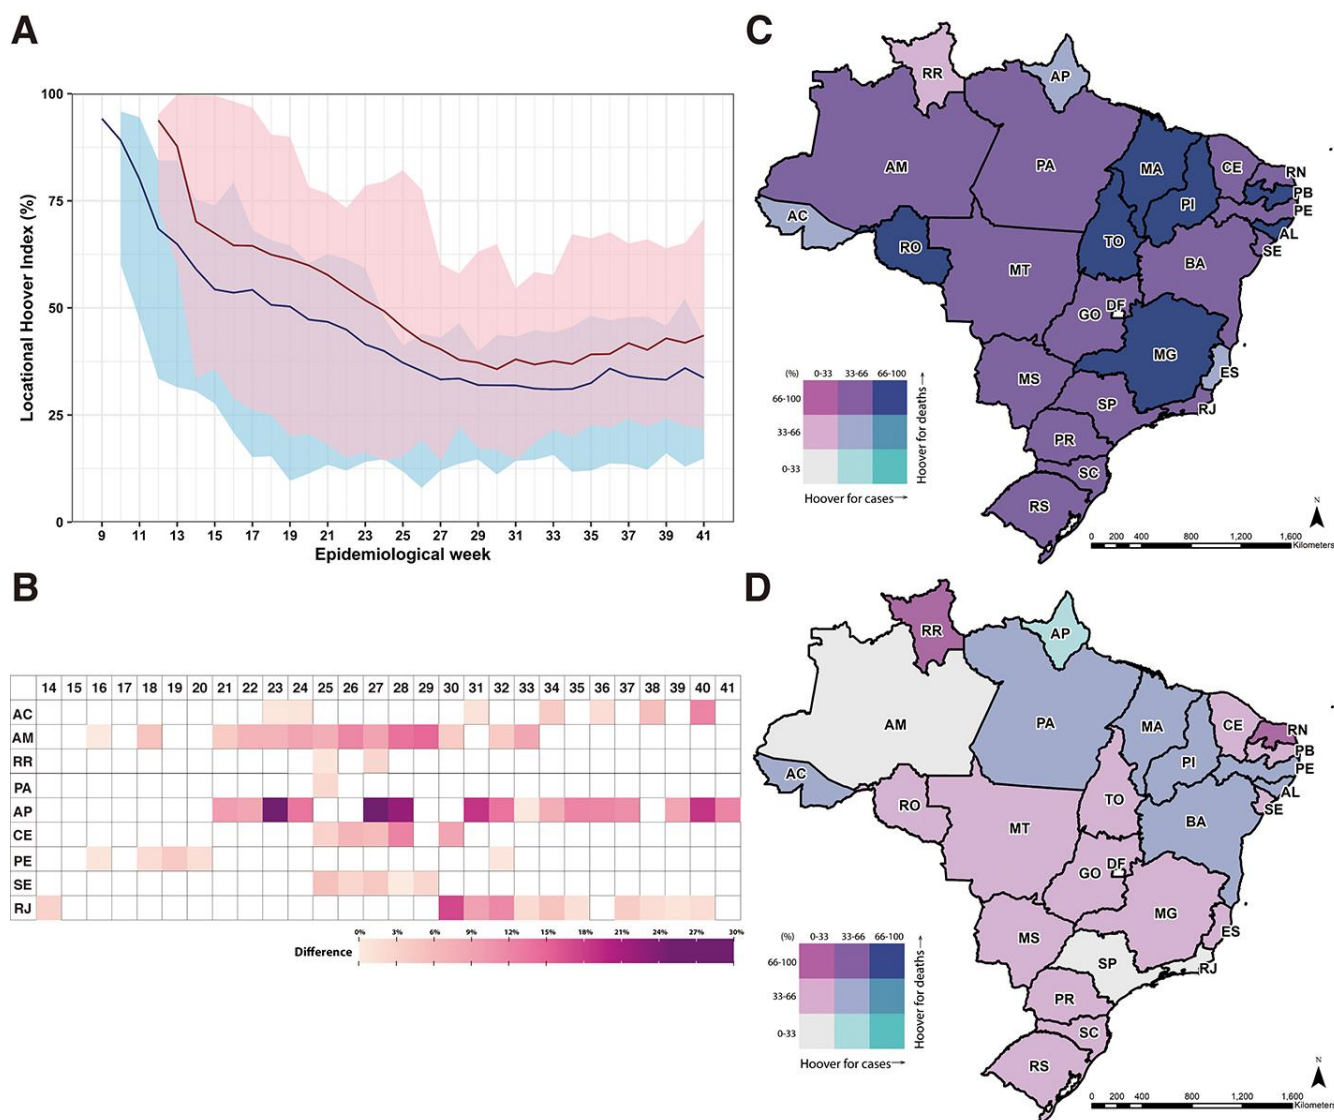 A
100
75
50
25
0
Locational Hoover Index (%)
9 11 13 15 17 19 21 23 25 27 29 31 33 35 37 39 41
Epidemiological week
B
14 15 16 17 18 19 20 21 22 23 24 25 26 27 28 29 30 31 32 33 34 35 36 37 38 39 40 41
AC
AM
RR
PA
AP
CE
PE
SE
RJ
Difference
0% 3% 6% 9% 12% 15% 18% 21% 24% 27% 30%
C
RR
AP
AM
PA
MA
CE
RN
PB
PE
PI
AL
SE
AC
RO
TO
BA
MT
DF
GO
MG
ES
MS
SP
RJ
PR
SC
RS
(%) 0-33 33-66 66-100
66-100
33-66
0-33
Hoover for cases
Hoover for deaths
N
0 200 400 800 1,200 1,600
Kilometers
D
RR
AP
AM
PA
MA
CE
RN
PB
PE
PI
AL
SE
AC
RO
TO
BA
MT
DF
GO
MG
ES
MS
SP
RJ
PR
SC
RS
(%) 0-33 33-66 66-100
66-100
33-66
0-33
Hoover for cases
Hoover for deaths
N
0 200 400 800 1,200 1,600
Kilometers